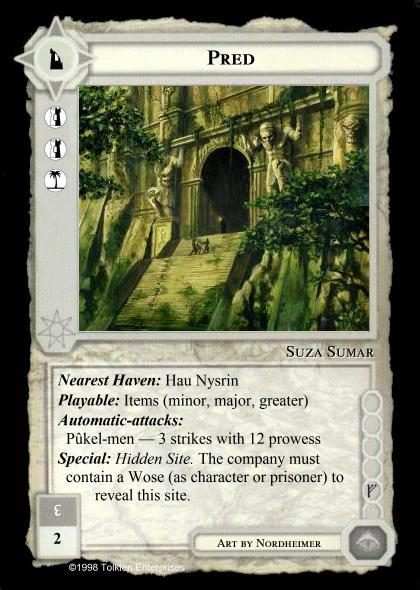 PRED
SUZA SUMAR
Nearest Haven: Hau Nysrin
Playable: Items (minor, major, greater)
Automatic-attacks:
Pûkel-men — 3 strikes with 12 prowess
Special: Hidden Site. The company must
contain a Wose (as character or prisoner) to
reveal this site.
ε
2
ᚠ
ART BY NORDHEIMER
©1998 Tolkien Enterprises